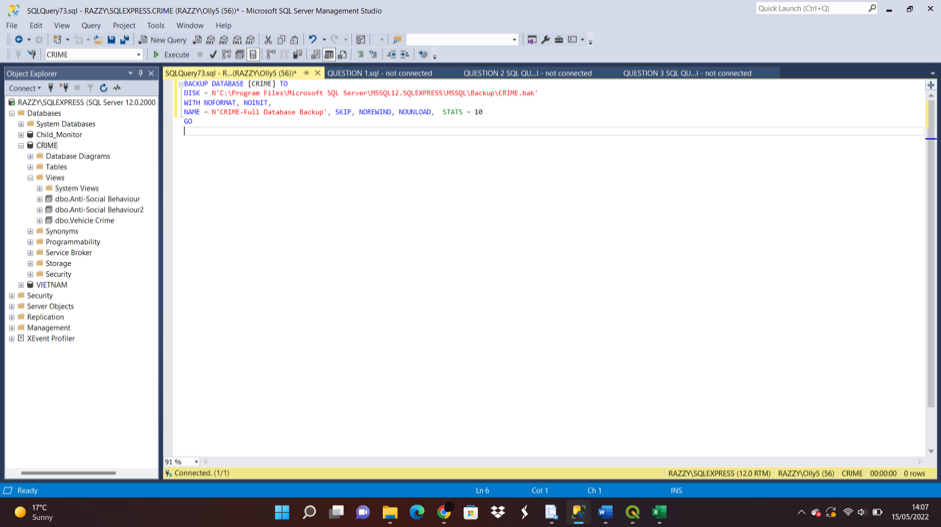 SQLQuery73.sql - RAZZY\SQLEXPRESS.CRIME (RAZZY\Olly5 (56))* - Microsoft SQL Server Management Studio
Quick Launch (Ctrl+Q)
File Edit View Query Project Tools Window Help
New Query
CRIME
Execute
Object Explorer
SQLQuery73.sql - R...(RAZZY\Olly5 (56))*
QUESTION 1.sql - not connected
QUESTION 2 SQL QU...l - not connected
QUESTION 3 SQL QU...l - not connected
Connect
RAZZY\SQLEXPRESS (SQL Server 12.0.2000
Databases
System Databases
Child_Monitor
CRIME
Database Diagrams
Tables
Views
System Views
dbo.Anti-Social Behaviour
dbo.Anti-Social Behaviour2
dbo.Vehicle Crime
Synonyms
Programmability
Service Broker
Storage
Security
VIETNAM
Security
Server Objects
Replication
Management
XEvent Profiler
BACKUP DATABASE [CRIME] TO
DISK = N'C:\Program Files\Microsoft SQL Server\MSSQL12.SQLEXPRESS\MSSQL\Backup\CRIME.bak'
WITH NOFORMAT, NOINIT,
NAME = N'CRIME-Full Database Backup', SKIP, NOREWIND, NOUNLOAD, STATS = 10
GO
91 %
Connected. (1/1)
RAZZY\SQLEXPRESS (12.0 RTM) RAZZY\Olly5 (56) CRIME 00:00:00 0 rows
Ready
Ln 6 Col 1 Ch 1 INS
17°C
Sunny
14:07
15/05/2022